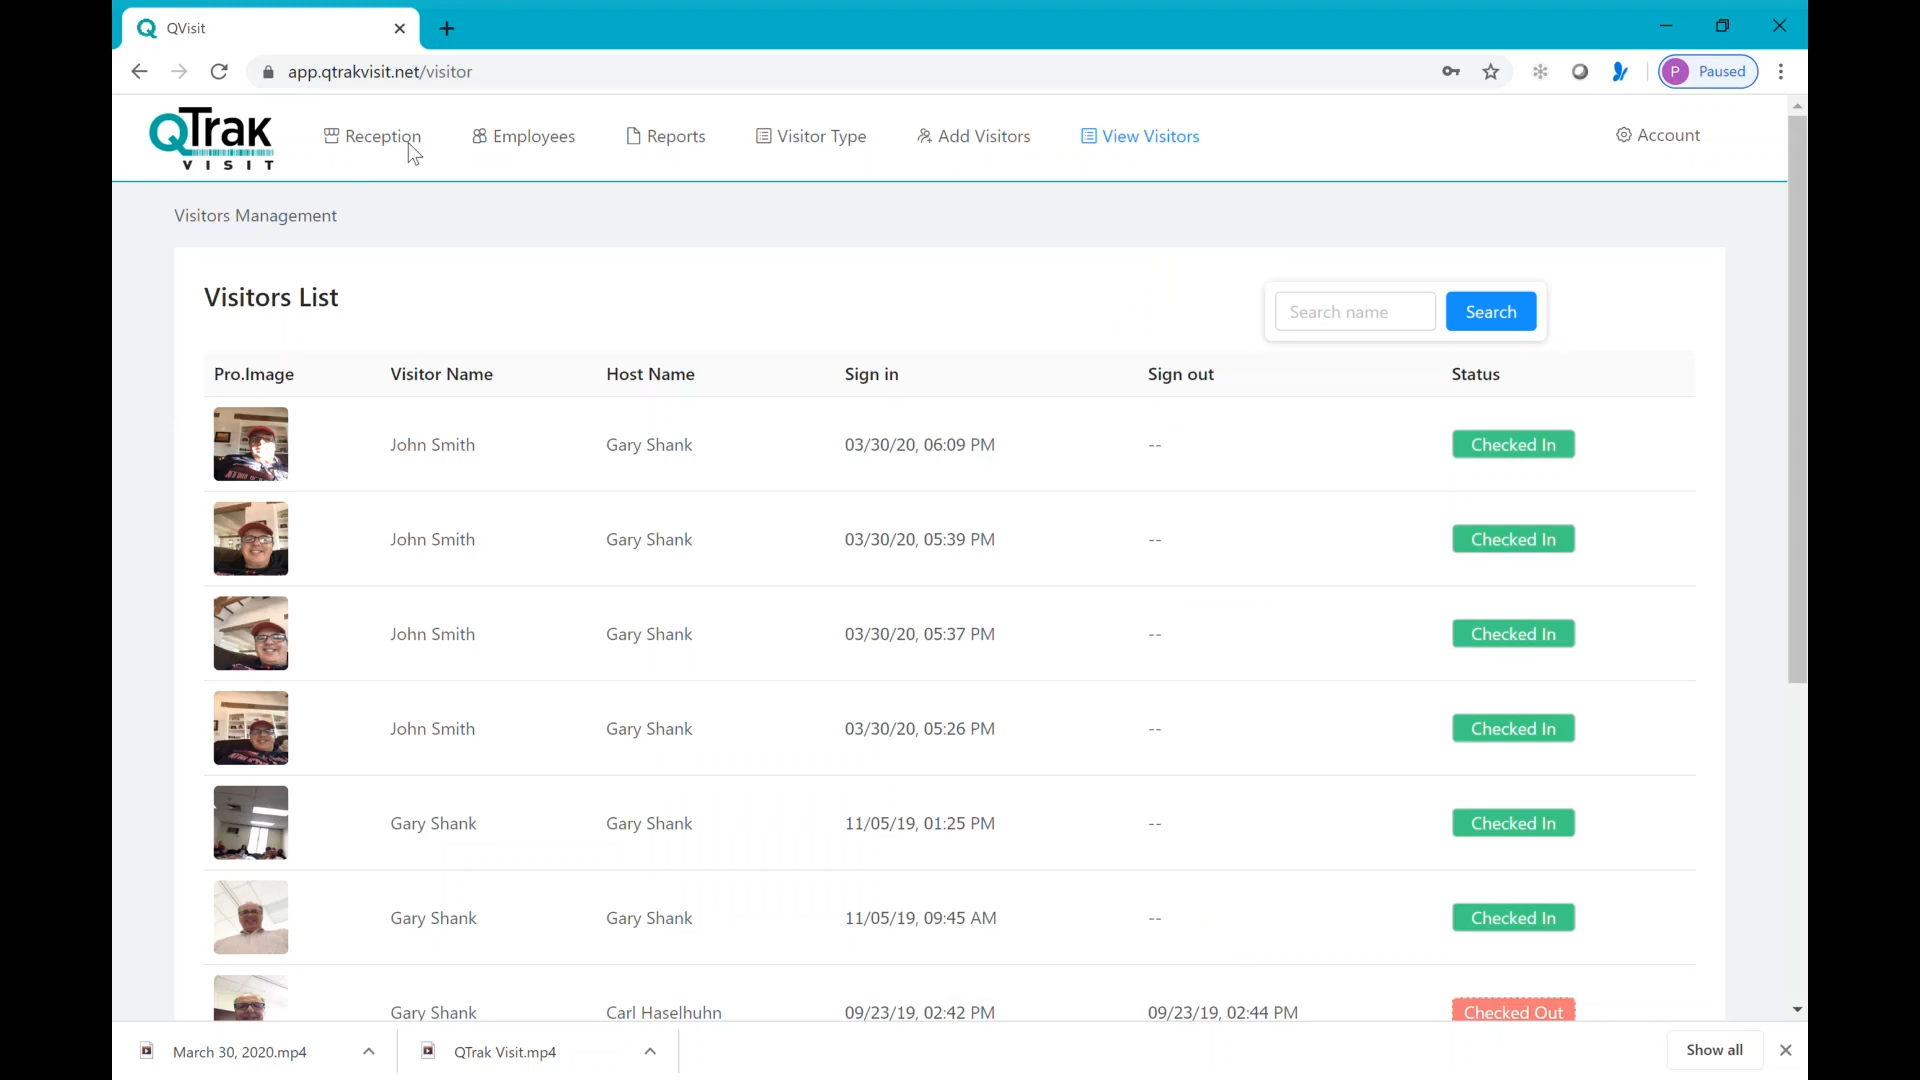 QVisit
app.qtrakvisit.net/visitor
P Paused
QTrak VISIT
Reception Employees Reports Visitor Type Add Visitors View Visitors Account
Visitors Management
Visitors List
Search name Search
Pro.Image Visitor Name Host Name Sign in Sign out Status
John Smith Gary Shank 03/30/20, 06:09 PM -- Checked In
John Smith Gary Shank 03/30/20, 05:39 PM -- Checked In
John Smith Gary Shank 03/30/20, 05:37 PM -- Checked In
John Smith Gary Shank 03/30/20, 05:26 PM -- Checked In
Gary Shank Gary Shank 11/05/19, 01:25 PM -- Checked In
Gary Shank Gary Shank 11/05/19, 09:45 AM -- Checked In
Gary Shank Carl Haselhuhn 09/23/19, 02:42 PM 09/23/19, 02:44 PM Checked Out
March 30, 2020.mp4 QTrak Visit.mp4 Show all